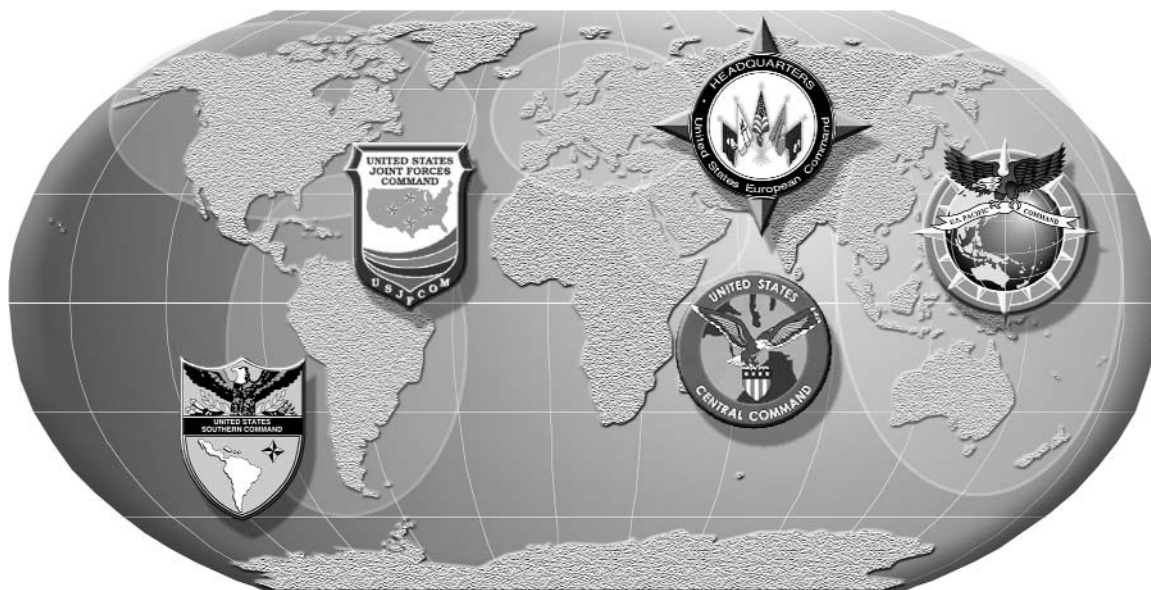 HEADQUARTERS
United States European Command
UNITED STATES
JOINT FORCES
COMMAND
USJFCOM
U.S. PACIFIC COMMAND
UNITED STATES
CENTRAL COMMAND
UNITED STATES
SOUTHERN COMMAND